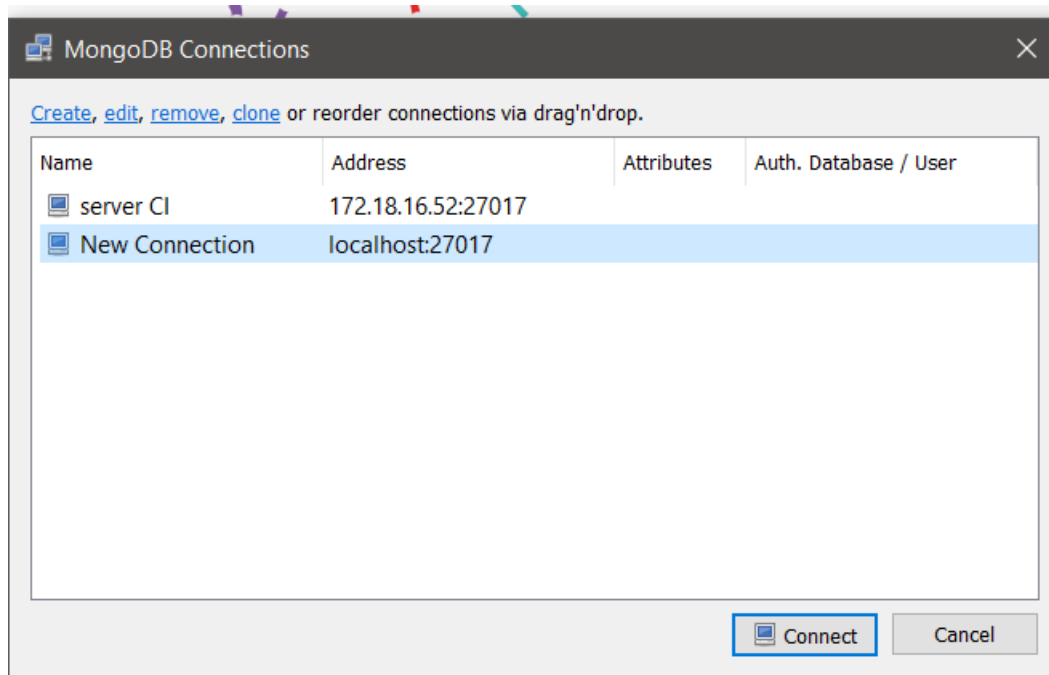 MongoDB Connections
Create, edit, remove, clone or reorder connections via drag'n'drop.
Name Address Attributes Auth. Database / User
server CI 172.18.16.52:27017
New Connection localhost:27017
Connect Cancel